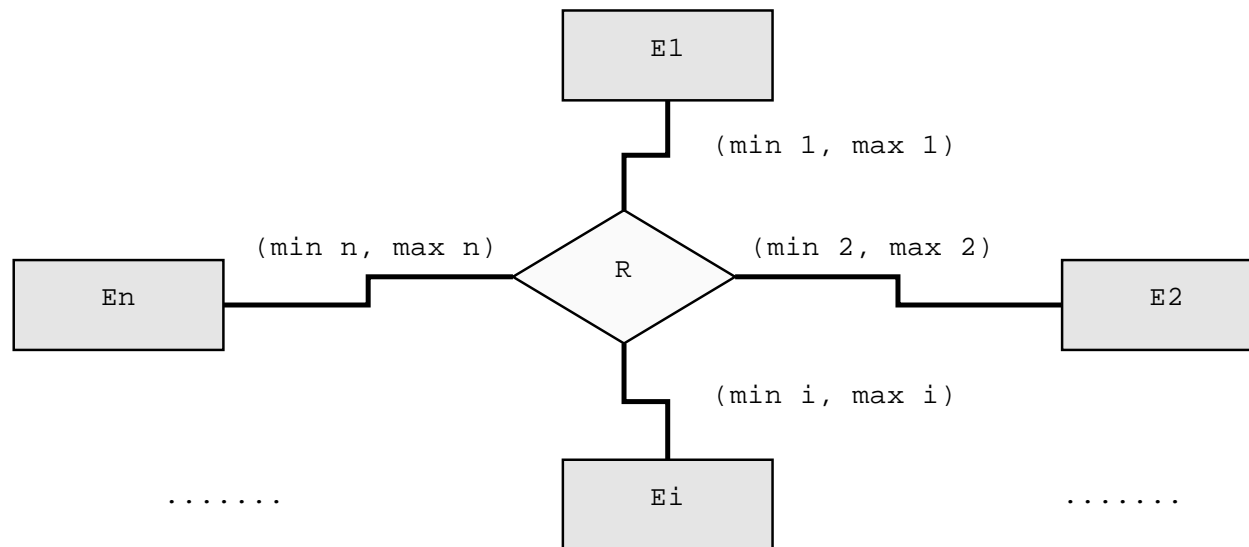 E1
(min 1, max 1)
(min n, max n)
(min 2, max 2)
R
En
E2
(min i, max i)
.......
Ei
.......